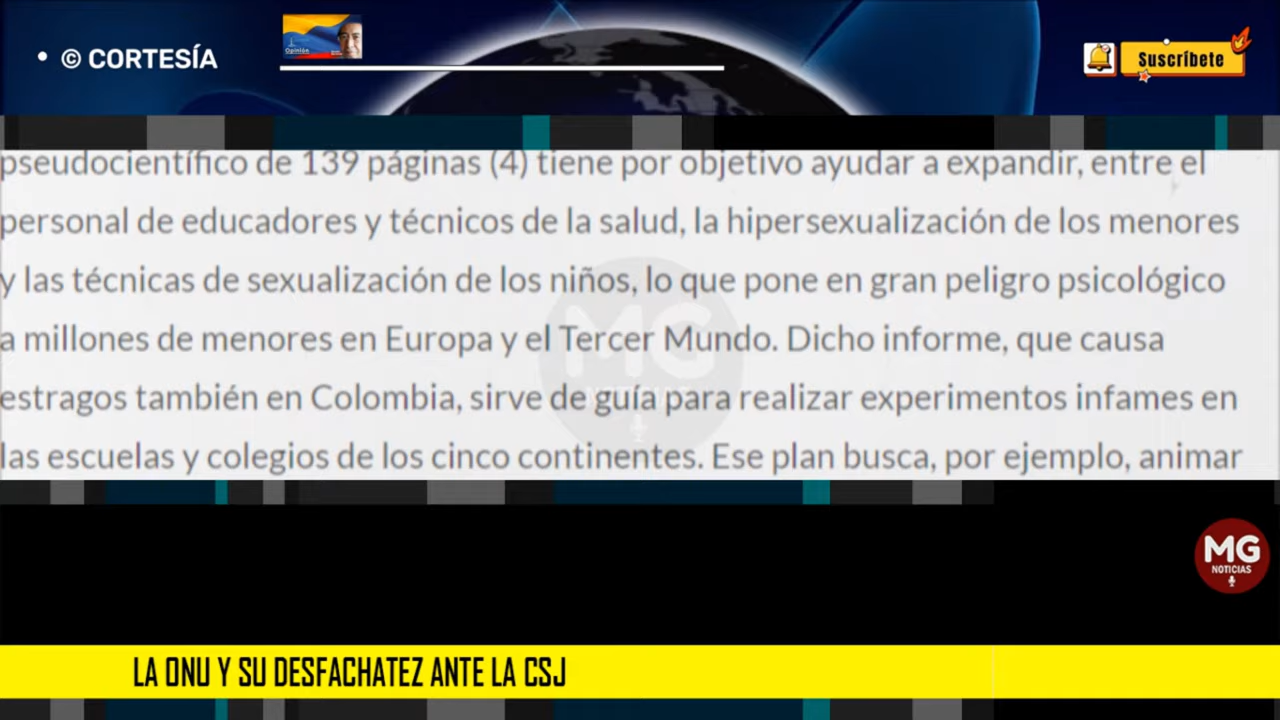 • © CORTESÍA
Opinión
Suscríbete
pseudocientífico de 139 páginas (4) tiene por objetivo ayudar a expandir, entre el
personal de educadores y técnicos de la salud, la hipersexualización de los menores
y las técnicas de sexualización de los niños, lo que pone en gran peligro psicológico
a millones de menores en Europa y el Tercer Mundo. Dicho informe, que causa
estragos también en Colombia, sirve de guía para realizar experimentos infames en
las escuelas y colegios de los cinco continentes. Ese plan busca, por ejemplo, animar
MG
NOTICIAS
MG
NOTICIAS
LA ONU Y SU DESFACHATEZ ANTE LA CSJ